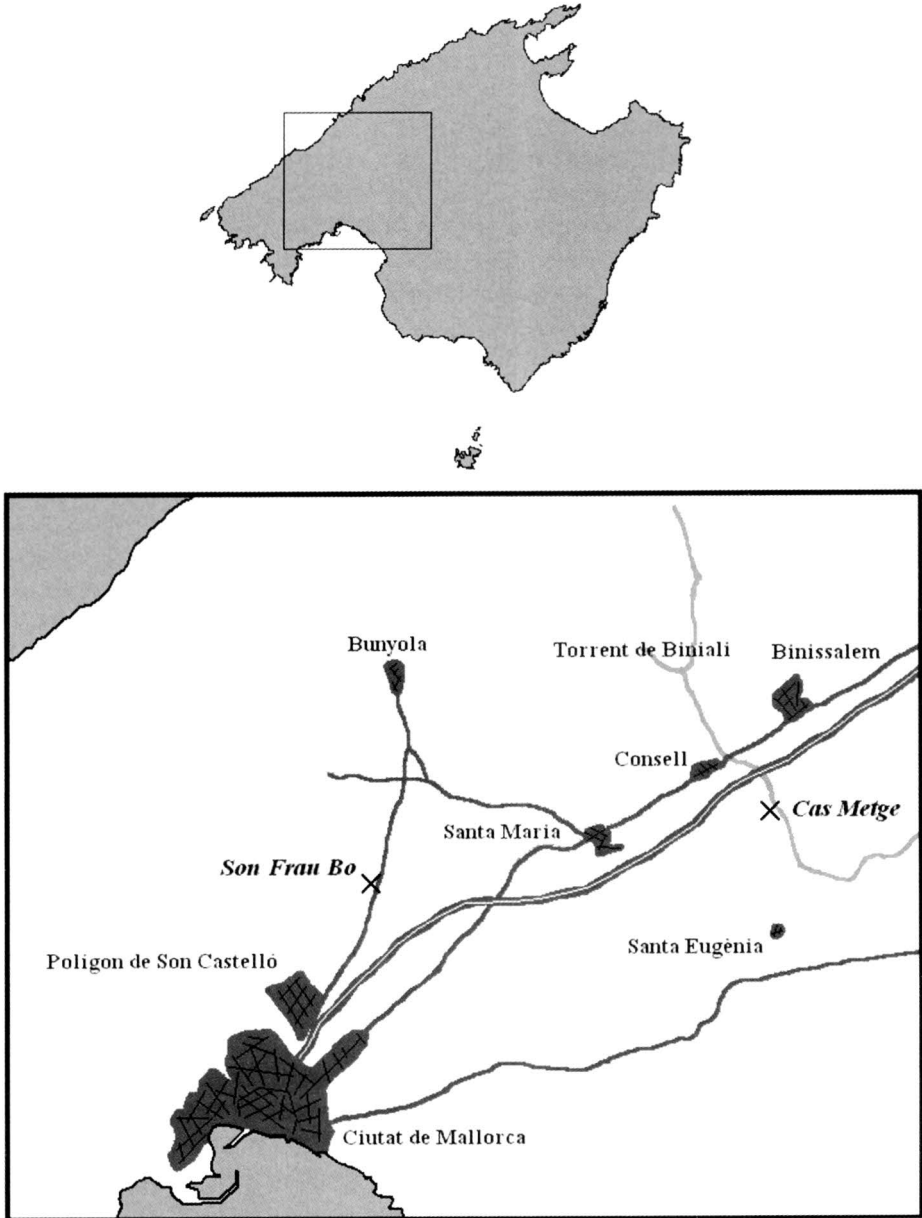 Bunyola
Torrent de Biniali
Binissalem
Consell
Cas Metge
Santa Maria
Son Frau Bo
Santa Eugènia
Polígon de Son Castelló
Ciutat de Mallorca